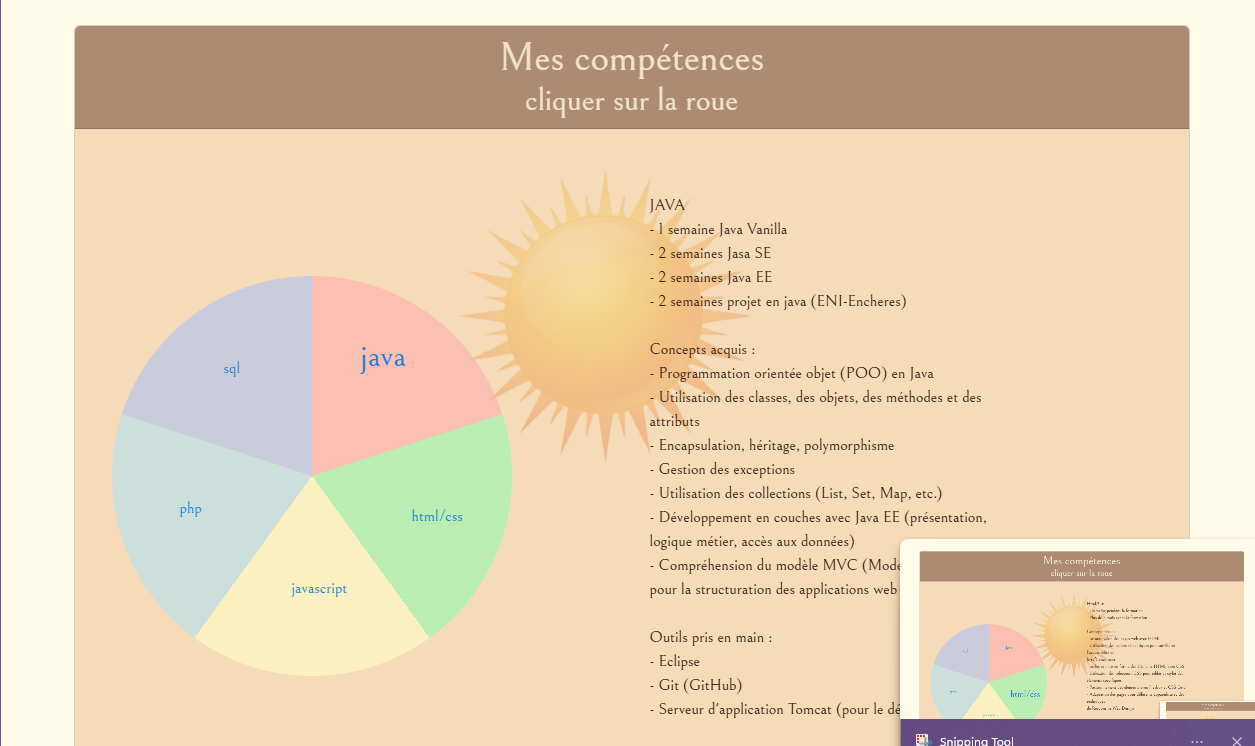 Mes compétences
cliquer sur la roue
JAVA
- 1 semaine Java Vanilla
- 2 semaines Jasa SE
- 2 semaines Java EE
- 2 semaines projet en java (ENI-Encheres)
Concepts acquis :
- Programmation orientée objet (POO) en Java
- Utilisation des classes, des objets, des méthodes et des
attributs
- Encapsulation, héritage, polymorphisme
- Gestion des exceptions
- Utilisation des collections (List, Set, Map, etc.)
- Développement en couches avec Java EE (présentation,
logique métier, accès aux données)
- Compréhension du modèle MVC (Mode
pour la structuration des applications web
Outils pris en main :
- Eclipse
- Git (GitHub)
- Serveur d'application Tomcat (pour le dé
sql
java
php
html/css
javascript
Mes compétences
cliquer sur la roue
html/css
Snipping Tool